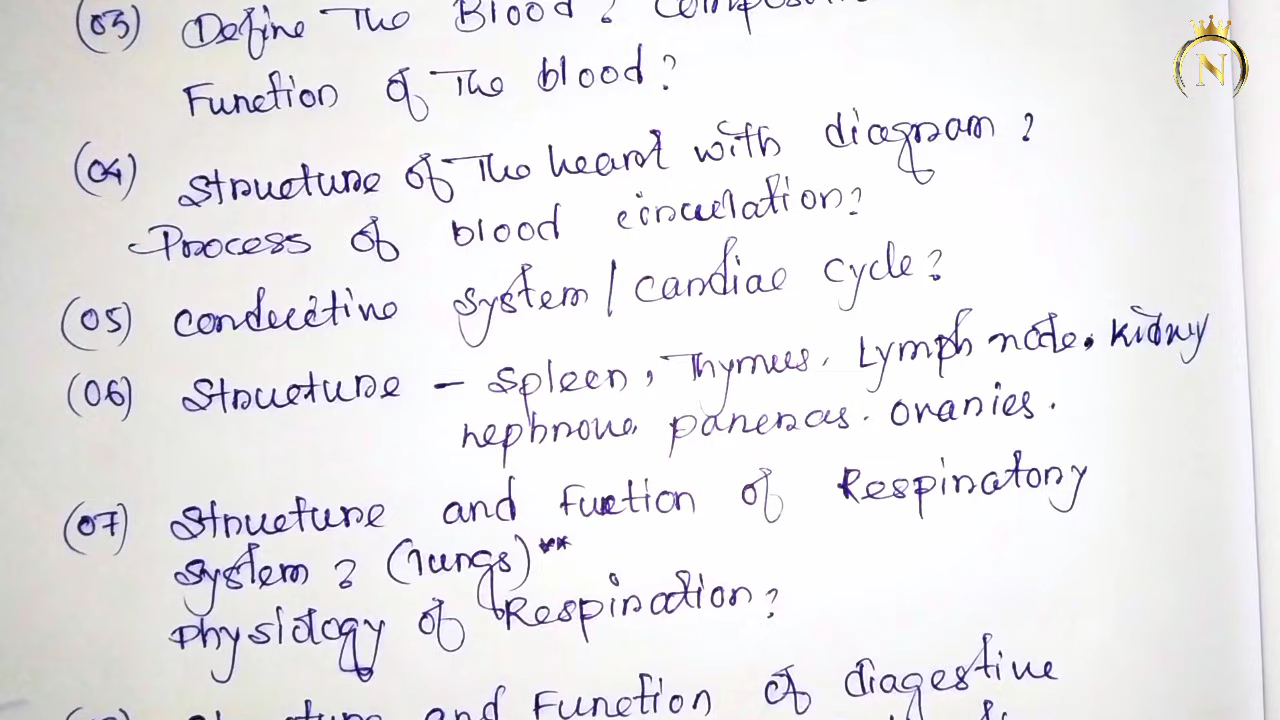 (03) Define The Blood?
Function of The blood?
(04) Structure of The heart with diagram?
Process of blood circulation?
(05) conducting system / cardiac cycle?
(06) Structure - Spleen, Thymus, Lymph node, kidney
nephrone, pancras. ovaries.
(07) Structure and Fuction of Respiratory
system? (lungs) ***
physiology of Respiration?
and Function of diagestive
N